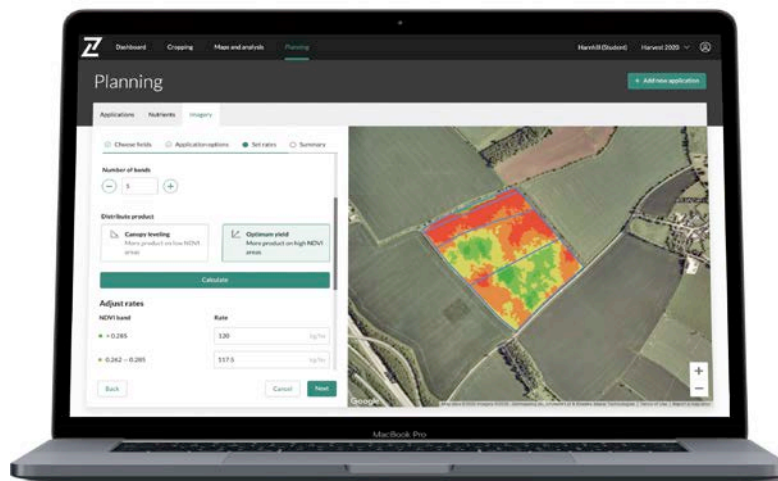 Dashboard Cropping Maps and analysis Planning Harnhill (Student) Harvest 2020
Planning
+ Add new application
Applications Nutrients Imagery
Choose fields Application options Set rates Summary
Number of bands
− 5 +
Distribute product
Canopy leveling
More product on low NDVI
areas
Optimum yield
More product on high NDVI
areas
Calculate
Adjust rates
NDVI band Rate
> 0.285 120 kg/ha
0.262 – 0.285 117.5 kg/ha
Back Cancel Next
+
−
Google
MacBook Pro